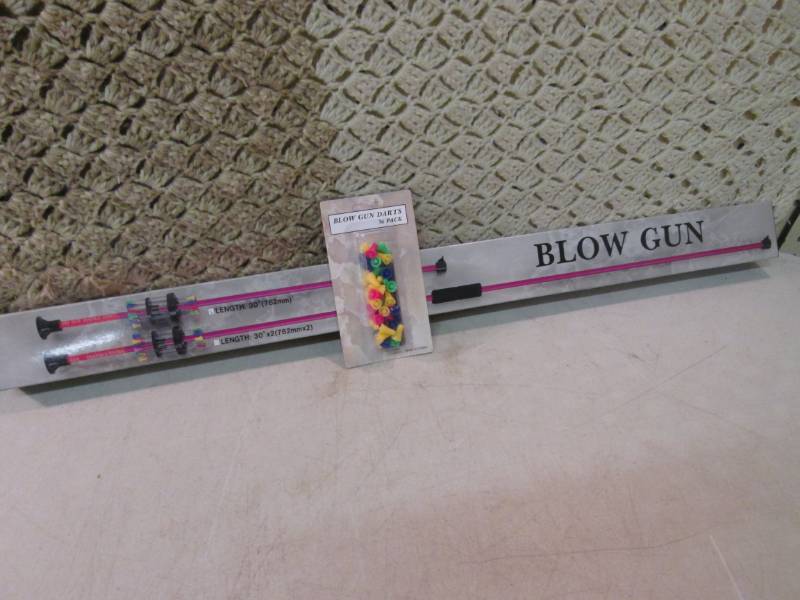 BLOW GUN DARTS
36 PACK
BLOW GUN
LENGTH: 30"(762mm)
LENGTH: 30"x2(762mmx2)